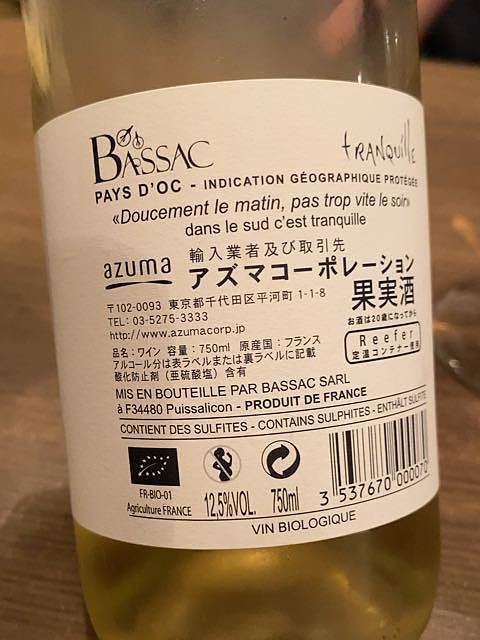 BASSAC
tRANQuille
PAYS D'OC - INDICATION GÉOGRAPHIQUE PROTÉGÉE
«Doucement le matin, pas trop vite le soir»
dans le sud c'est tranquille
azuma
輸入業者及び取引先
アズマコーポレーション
〒102-0093 東京都千代田区平河町 1-1-8
TEL: 03-5275-3333
http://www.azumacorp.jp
果実酒
お酒は20歳になってから
Reefer
定温コンテナー使用
品名：ワイン 容量：750ml 原産国：フランス
アルコール分は表ラベルまたは裏ラベルに記載
酸化防止剤（亜硫酸塩）含有
MIS EN BOUTEILLE PAR BASSAC SARL
à F34480 Puissalicon - PRODUIT DE FRANCE
CONTIENT DES SULFITES - CONTAINS SULPHITES - ENTHÄLT SULFITE
FR-BIO-01
Agriculture FRANCE
12,5%VOL.
750ml
3 537670 000070
VIN BIOLOGIQUE